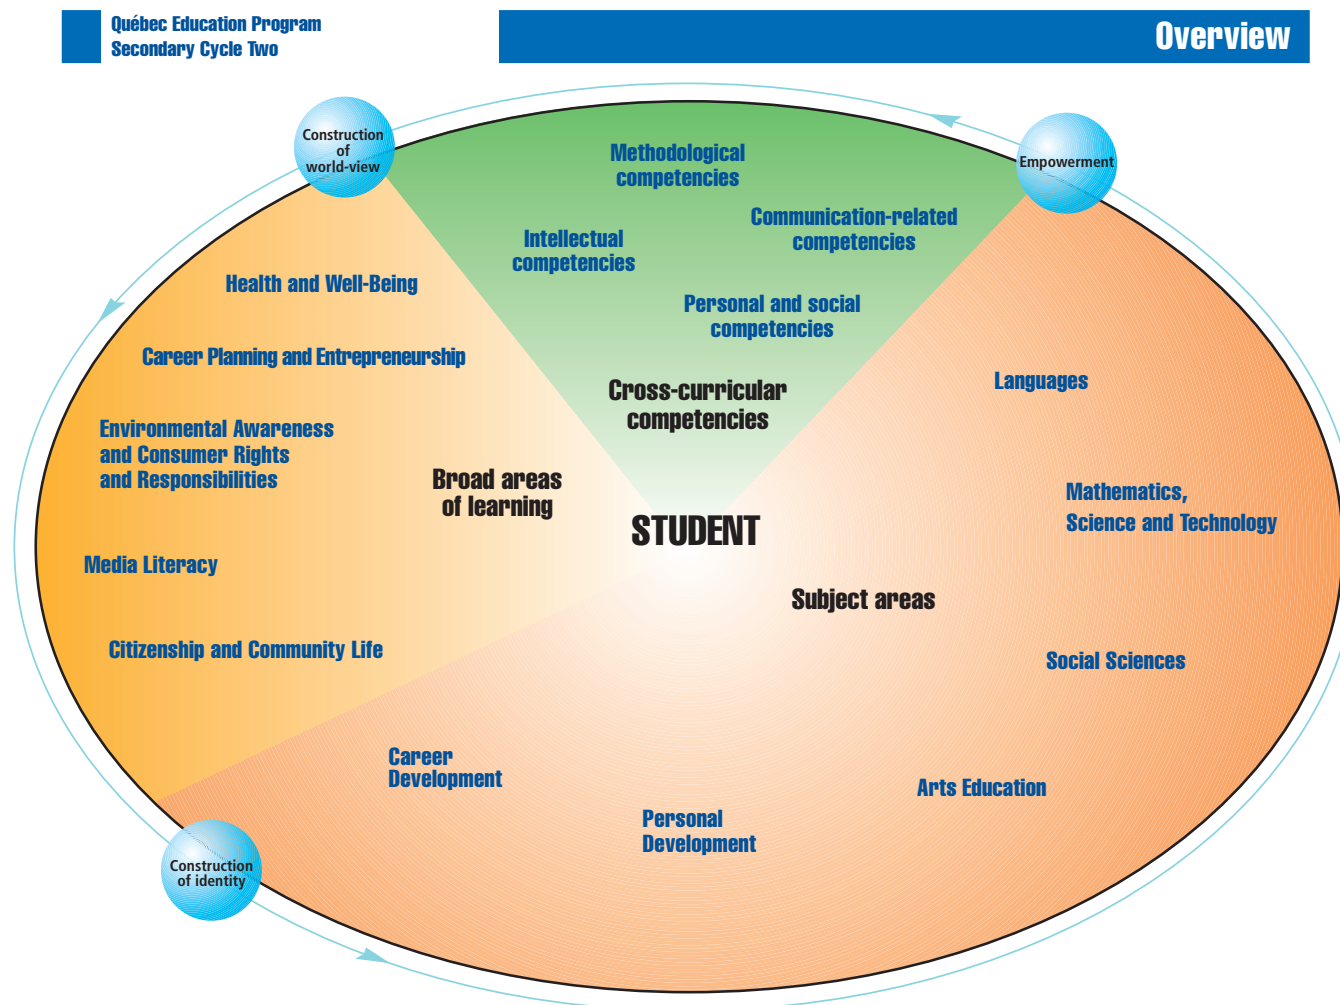 Québec Education Program
Secondary Cycle Two
Overview
Construction
of
world-view
Empowerment
Methodological
competencies
Communication-related
competencies
Intellectual
competencies
Personal and social
competencies
Cross-curricular
competencies
Health and Well-Being
Career Planning and Entrepreneurship
Environmental Awareness
and Consumer Rights
and Responsibilities
Broad areas
of learning
Media Literacy
Citizenship and Community Life
STUDENT
Languages
Mathematics,
Science and Technology
Subject areas
Social Sciences
Arts Education
Personal
Development
Career
Development
Construction
of identity